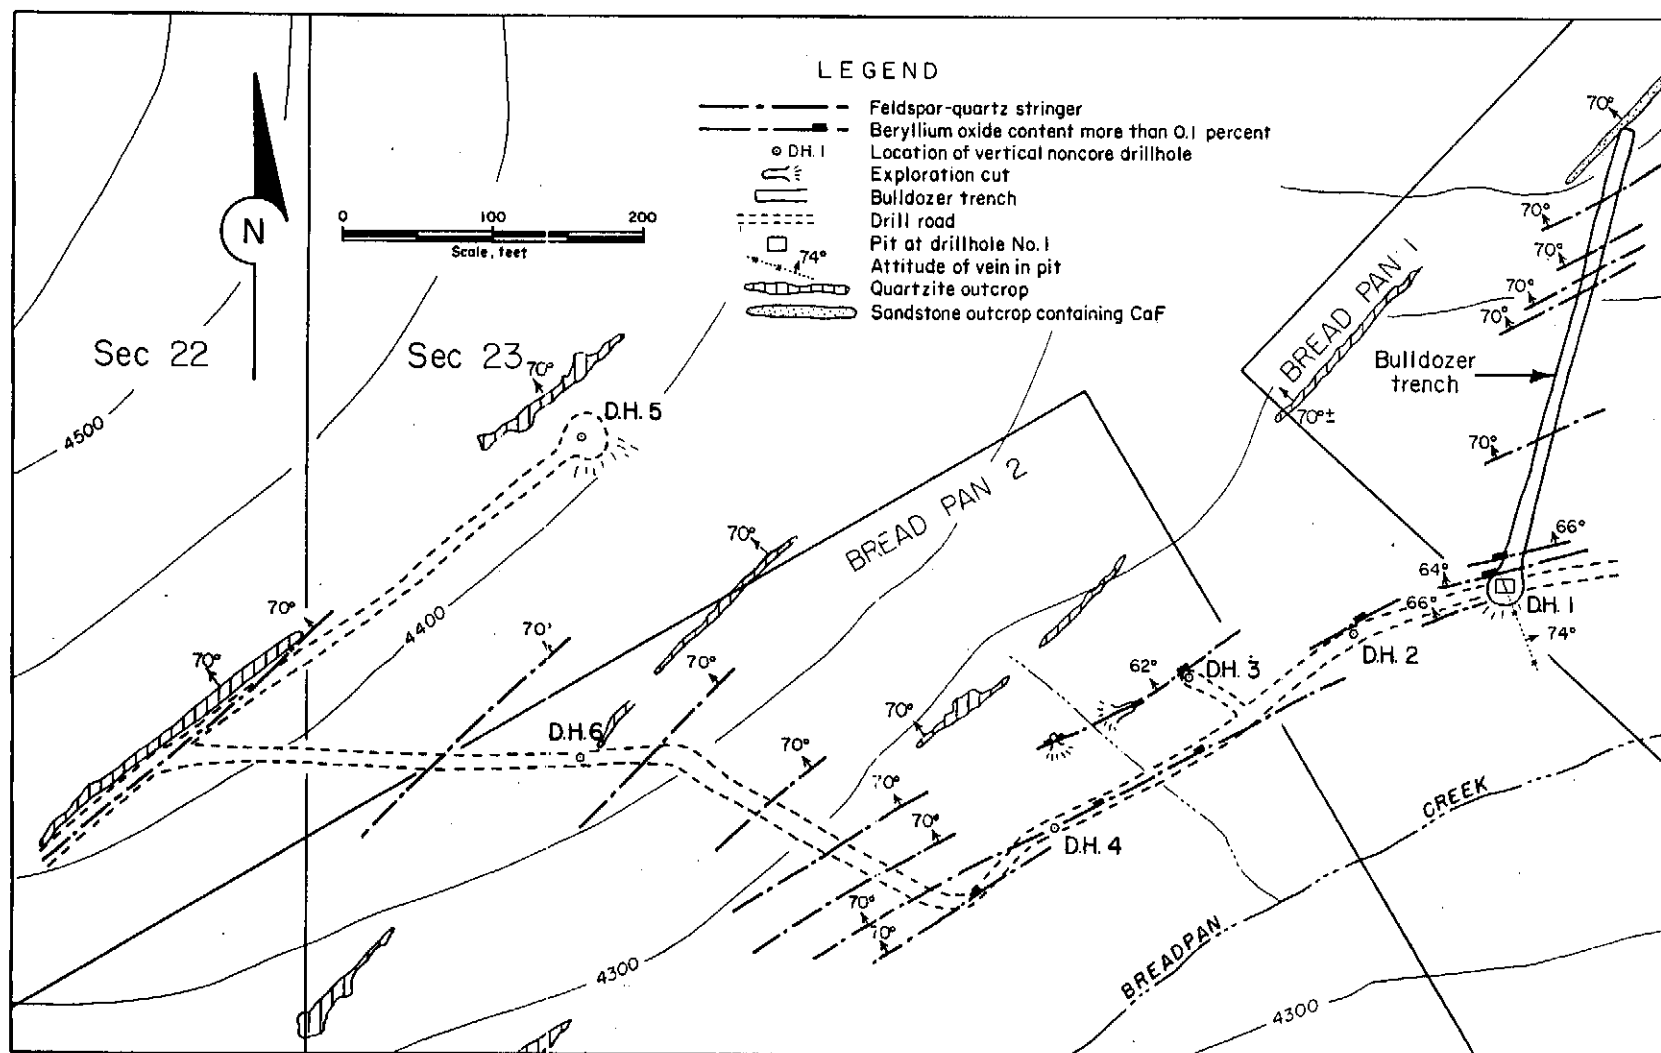 LEGEND
Feldspar-quartz stringer
Beryllium oxide content more than 0.1 percent
DH. 1 Location of vertical noncore drillhole
Exploration cut
Bulldozer trench
Drill road
Pit at drillhole No. 1
74° Attitude of vein in pit
Quartzite outcrop
Sandstone outcrop containing CaF
N
0 100 200
Scale, feet
Sec 22
Sec 23
70°
D.H. 5
4500
BREAD PAN 1
70°±
70°
70°
70°
70°
70°
Bulldozer
trench
70°
BREAD PAN 2
70°
66°
64°
66°
D.H. 1
74°
D.H. 2
4400
70°
70°
70'
70°
62°
D.H. 3
D.H. 6
70°
70°
70°
70°
D.H. 4
CREEK
BREADPAN
70°
70°
4300
4300